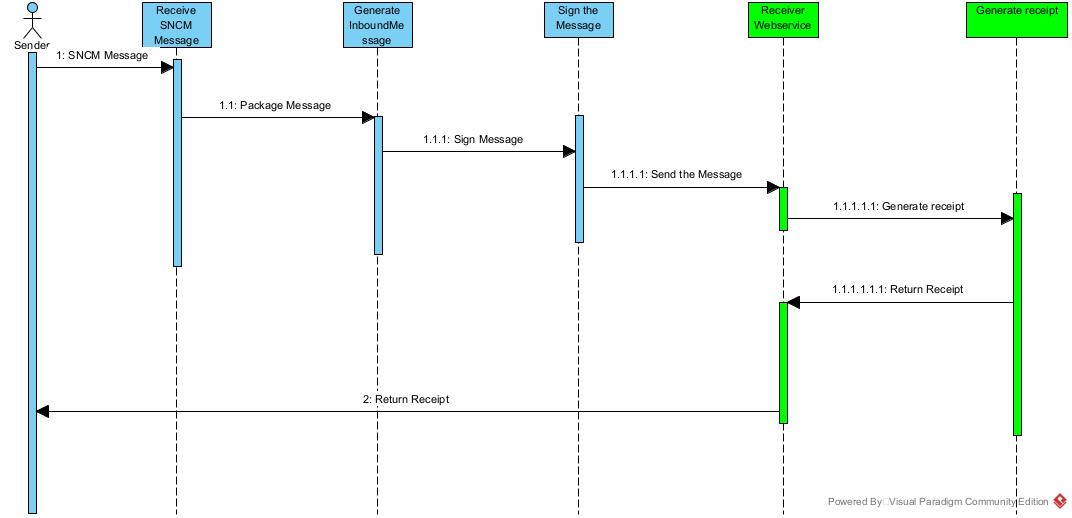 Sender
Receive
SNCM
Message
Generate
InboundMe
ssage
Sign the
Message
Receiver
Webservice
Generate receipt
1: SNCM Message
1.1: Package Message
1.1.1: Sign Message
1.1.1.1: Send the Message
1.1.1.1.1: Generate receipt
1.1.1.1.1.1: Return Receipt
2: Return Receipt
Powered By Visual Paradigm Community Edition